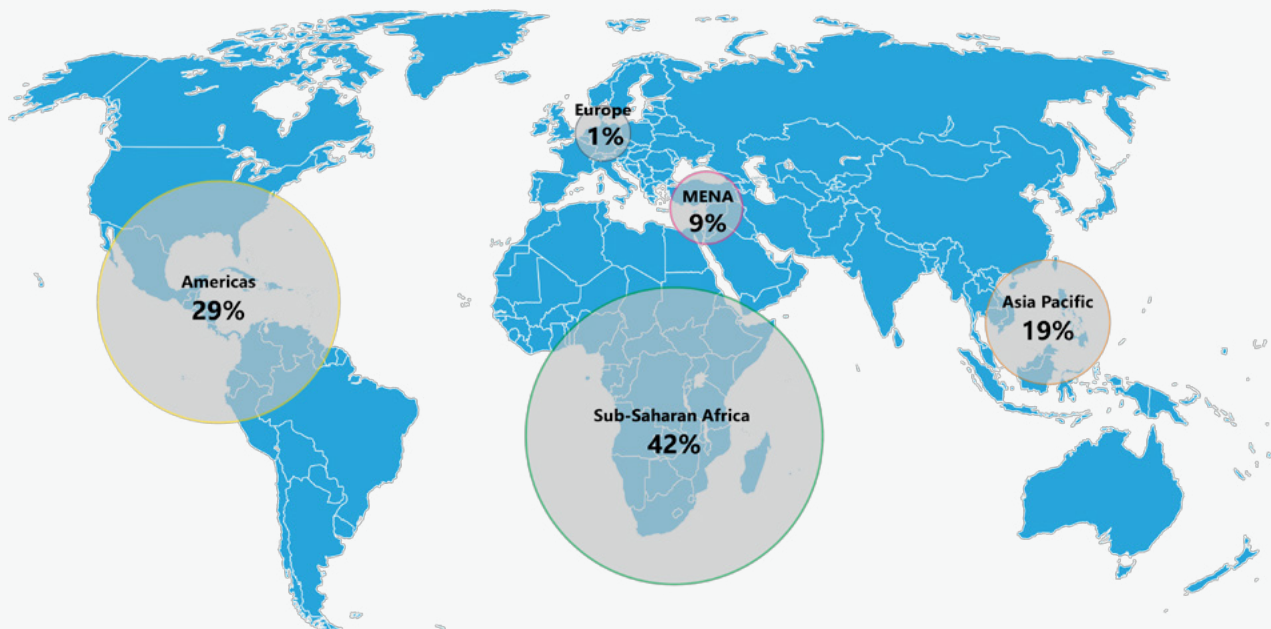 Europe
1%
MENA
9%
Americas
29%
Asia Pacific
19%
Sub-Saharan Africa
42%